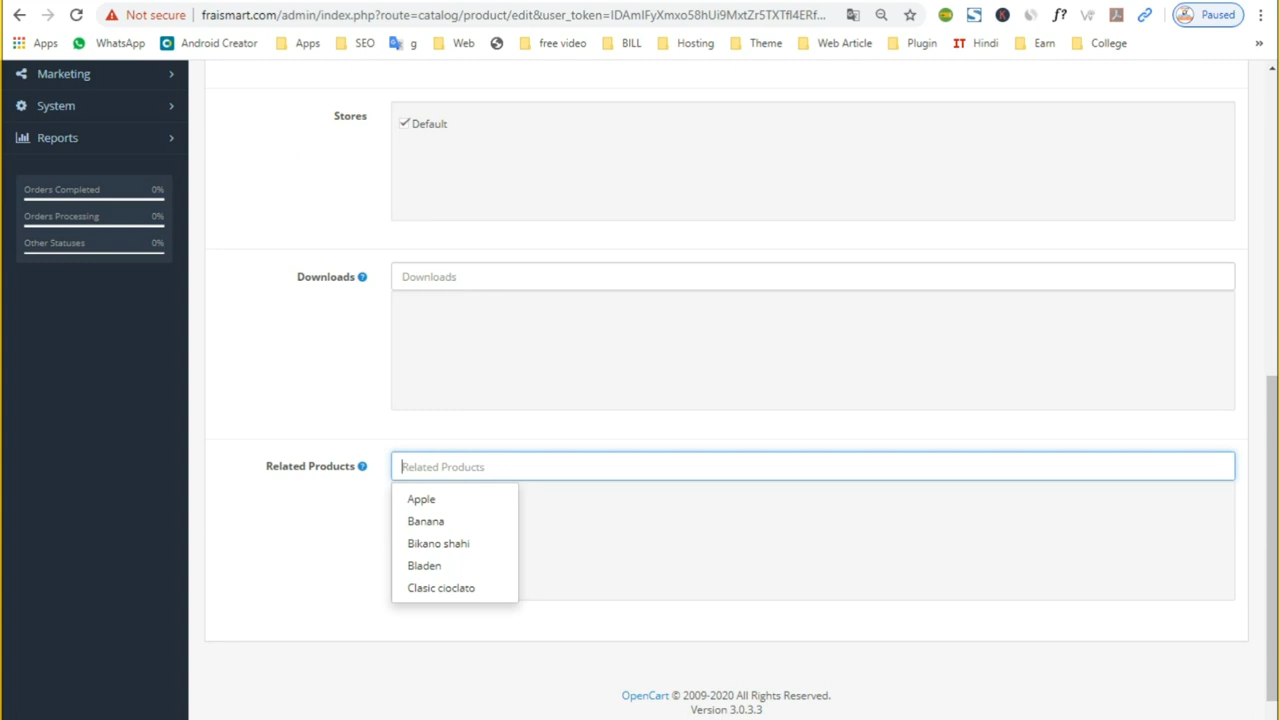 Not secure fraismart.com/admin/index.php?route=catalog/product/edit&user_token=IDAmIFyXmxo58hUi9MxtZr5TXTfl4ERf... Paused
Apps WhatsApp Android Creator Apps SEO g Web free video BILL Hosting Theme Web Article Plugin IT Hindi Earn College »
Marketing
System
Reports
Orders Completed 0%
Orders Processing 0%
Other Statuses 0%
Stores
Default
Downloads
Downloads
Related Products
Related Products
Apple
Banana
Bikano shahi
Bladen
Clasic cioclato
OpenCart © 2009-2020 All Rights Reserved.
Version 3.0.3.3